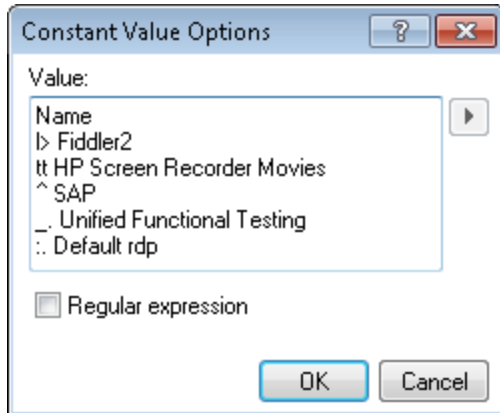 Constant Value Options
Value:
Name
l> Fiddler2
tt HP Screen Recorder Movies
^ SAP
_. Unified Functional Testing
:. Default rdp
Regular expression
OK Cancel